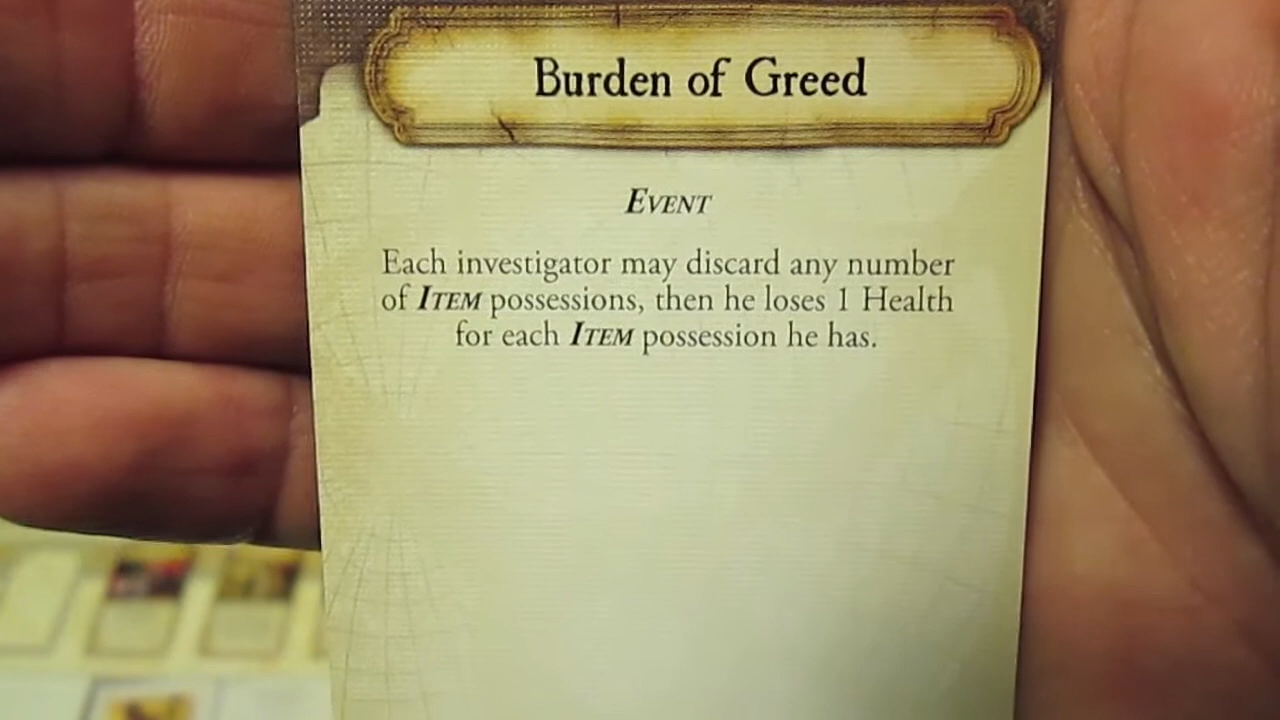 Burden of Greed
EVENT
Each investigator may discard any number
of ITEM possessions, then he loses 1 Health
for each ITEM possession he has.